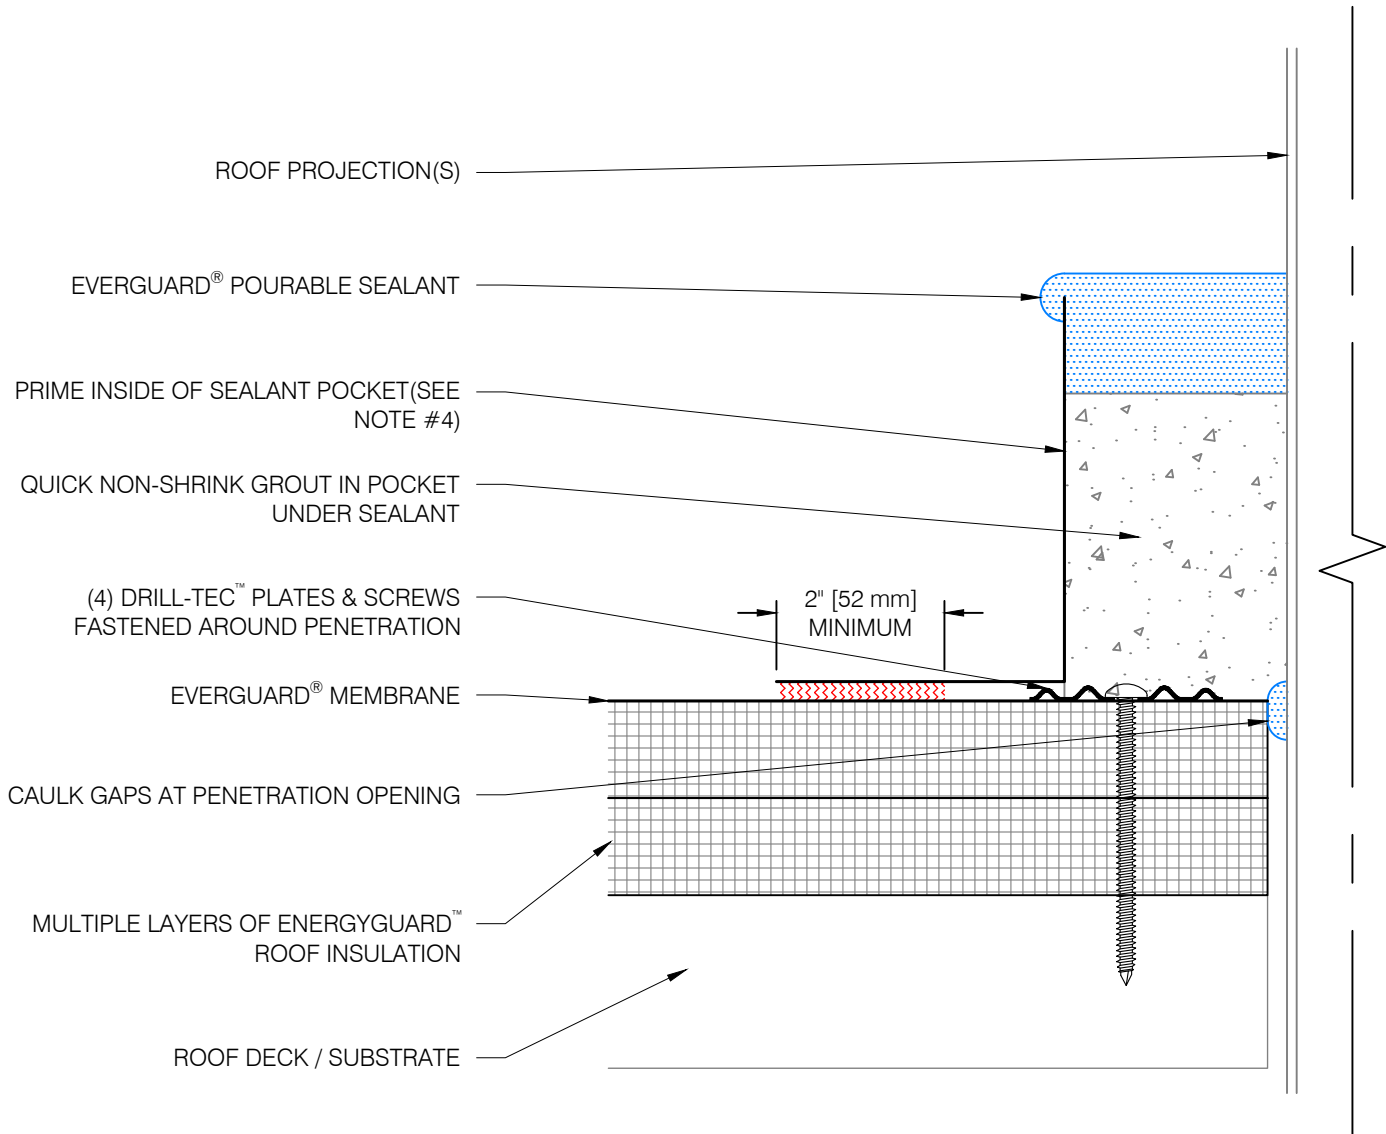 ROOF PROJECTION(S)
EVERGUARD® POURABLE SEALANT
PRIME INSIDE OF SEALANT POCKET(SEE
NOTE #4)
QUICK NON-SHRINK GROUT IN POCKET
UNDER SEALANT
(4) DRILL-TEC™ PLATES & SCREWS
FASTENED AROUND PENETRATION
2" [52 mm]
MINIMUM
EVERGUARD® MEMBRANE
CAULK GAPS AT PENETRATION OPENING
MULTIPLE LAYERS OF ENERGYGUARD™
ROOF INSULATION
ROOF DECK / SUBSTRATE